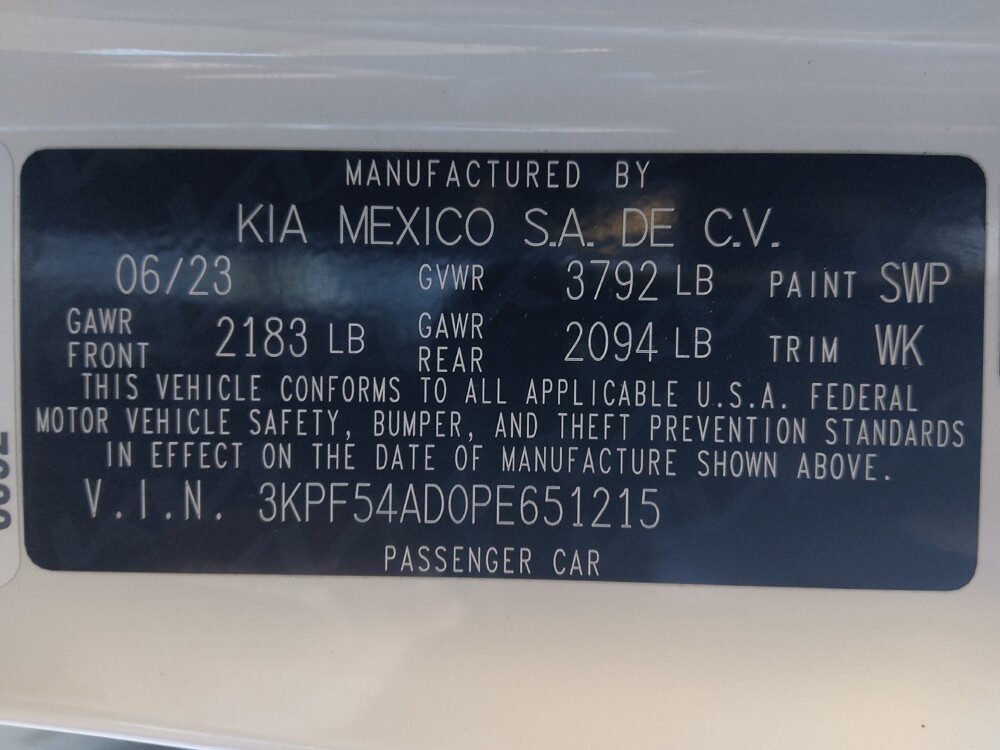 MANUFACTURED BY
KIA MEXICO S.A. DE C.V.
06/23 GVWR 3792 LB PAINT SWP
GAWR FRONT 2183 LB GAWR REAR 2094 LB TRIM WK
THIS VEHICLE CONFORMS TO ALL APPLICABLE U.S.A. FEDERAL
MOTOR VEHICLE SAFETY, BUMPER, AND THEFT PREVENTION STANDARDS
IN EFFECT ON THE DATE OF MANUFACTURE SHOWN ABOVE.
V.I.N. 3KPF54AD0PE651215
PASSENGER CAR